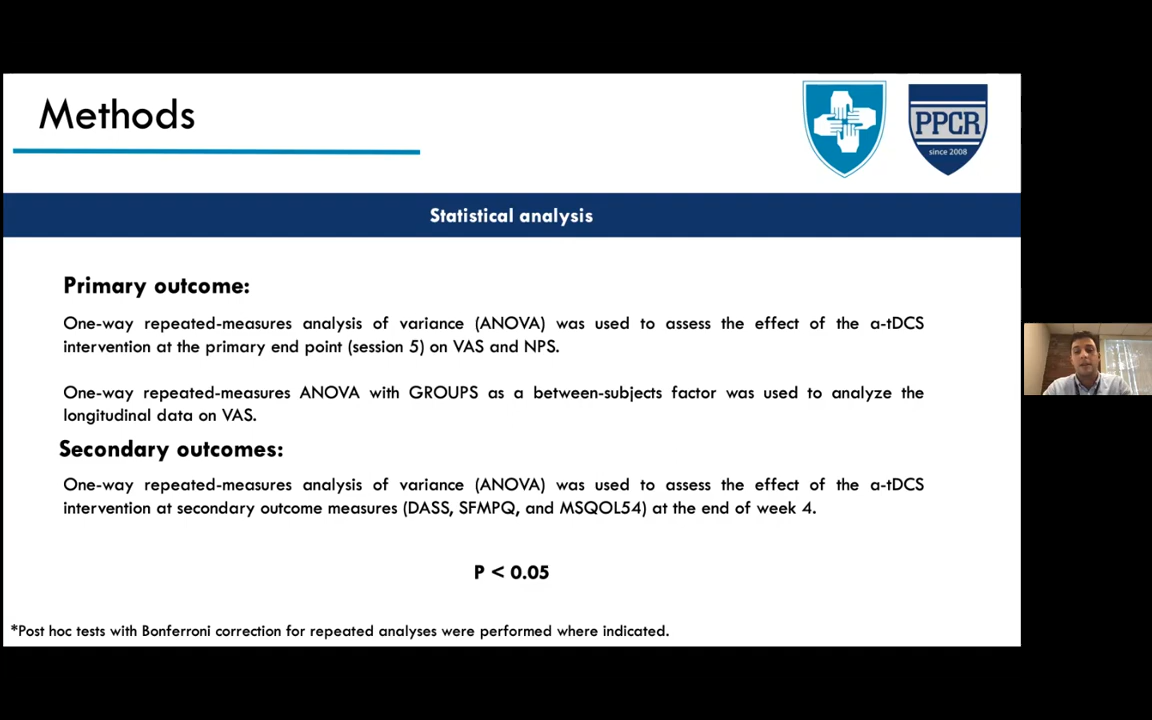 Methods
PPCR
since 2008
Statistical analysis
Primary outcome:
One-way repeated-measures analysis of variance (ANOVA) was used to assess the effect of the a-tDCS
intervention at the primary end point (session 5) on VAS and NPS.
One-way repeated-measures ANOVA with GROUPS as a between-subjects factor was used to analyze the
longitudinal data on VAS.
Secondary outcomes:
One-way repeated-measures analysis of variance (ANOVA) was used to assess the effect of the a-tDCS
intervention at secondary outcome measures (DASS, SFMPQ, and MSQOL54) at the end of week 4.
P < 0.05
*Post hoc tests with Bonferroni correction for repeated analyses were performed where indicated.